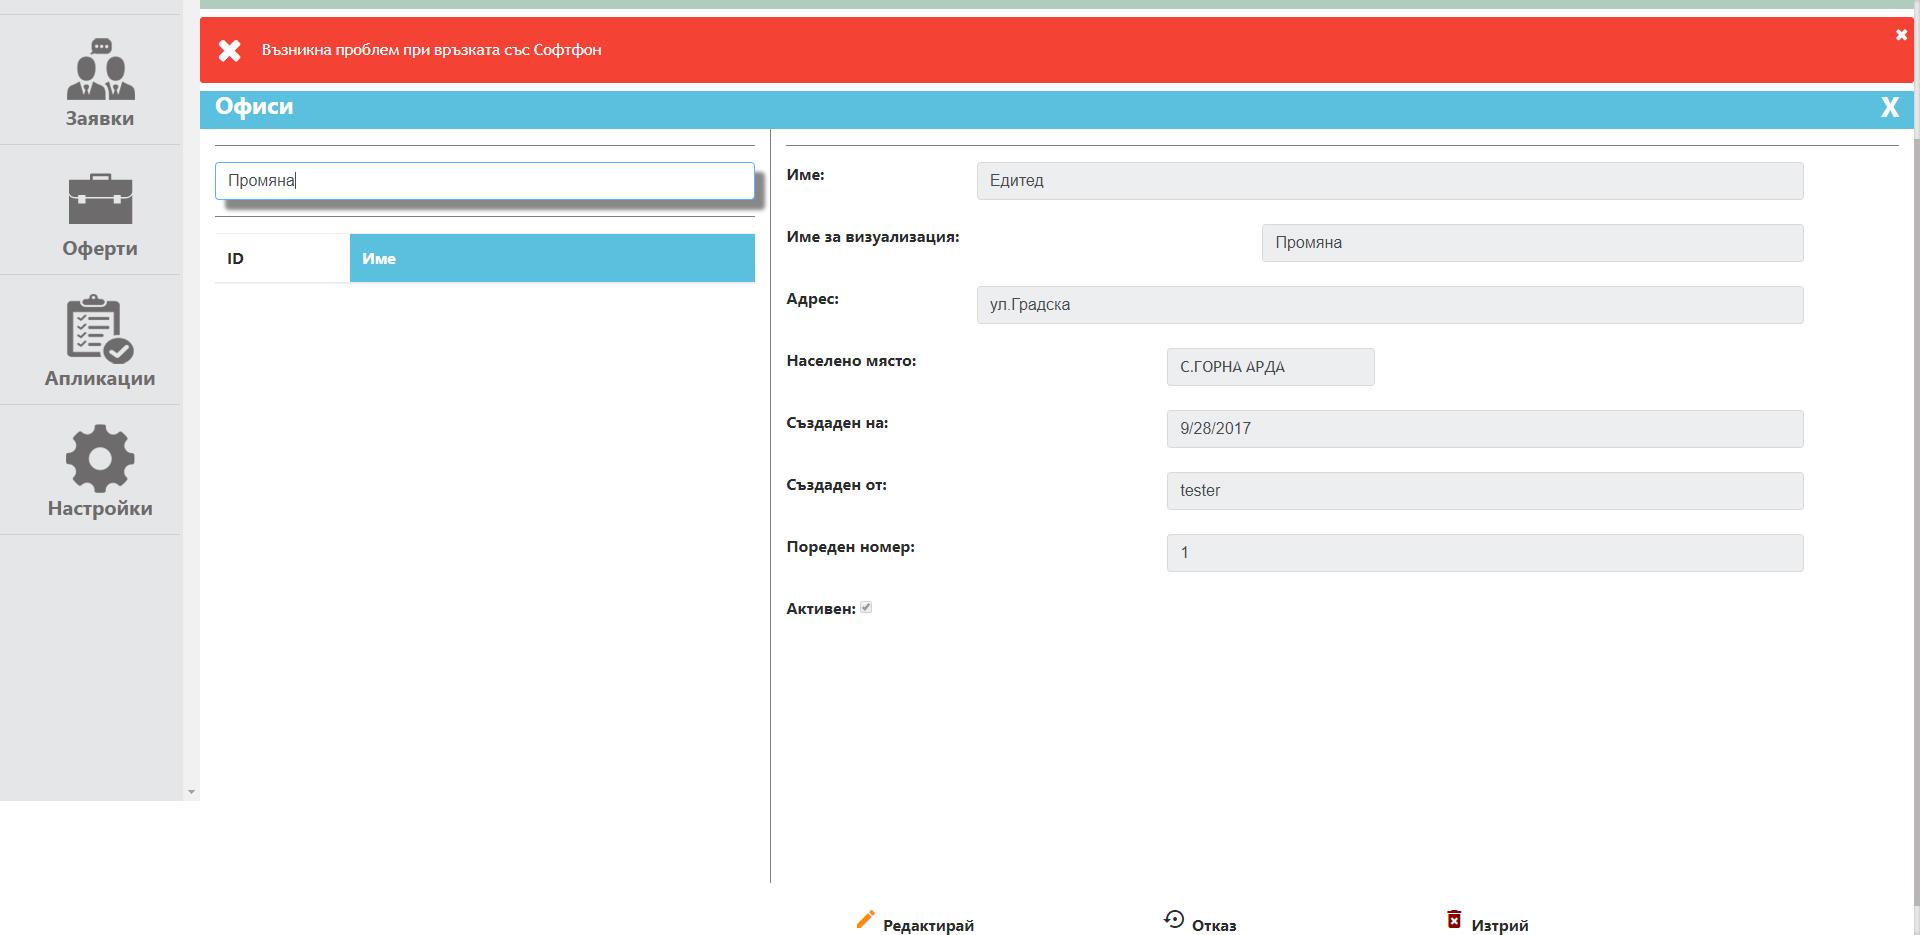 Възникна проблем при връзката със Софтфон
Офиси
X
Заявки
Оферти
Апликации
Настройки
Промяна
ID
Име
Име:
Едитед
Име за визуализация:
Промяна
Адрес:
ул.Градска
Населено място:
С.ГОРНА АРДА
Създаден на:
9/28/2017
Създаден от:
tester
Пореден номер:
1
Активен:
Редактирай
Отказ
Изтрий